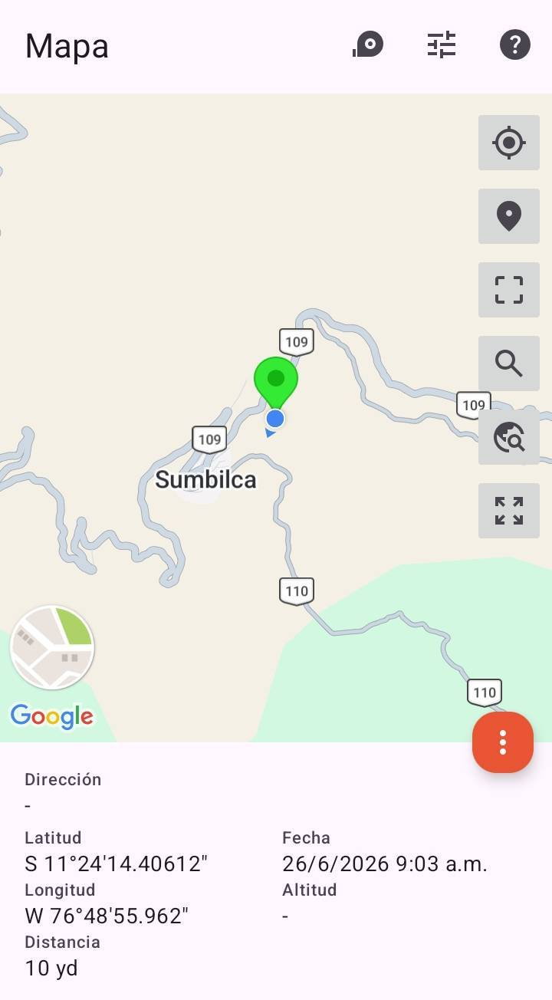 Mapa
109
109
109
Sumbilca
110
110
Google
Dirección
-
Latitud
S 11°24'14.40612"
Fecha
26/6/2026 9:03 a.m.
Longitud
W 76°48'55.962"
Altitud
-
Distancia
10 yd